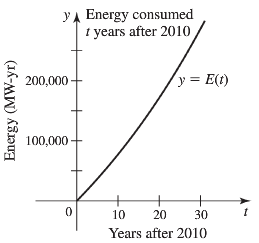 y Energy consumed
t years after 2010
Energy (MW-yr)
200,000
y = E(t)
100,000
0 10 20 30 t
Years after 2010